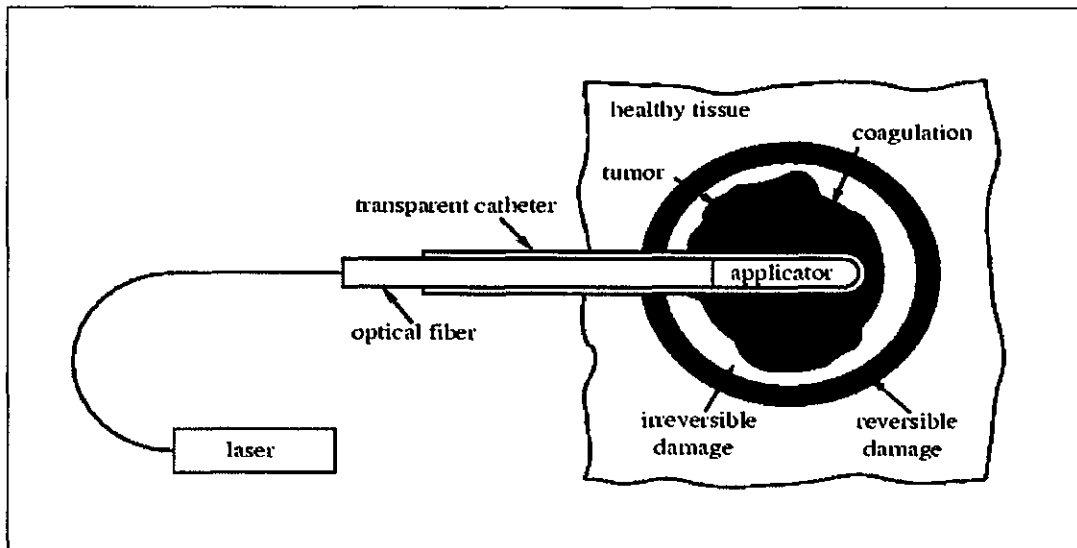 healthy tissue
coagulation
tumor
transparent catheter
applicator
optical fiber
irreversible
damage
reversible
damage
laser